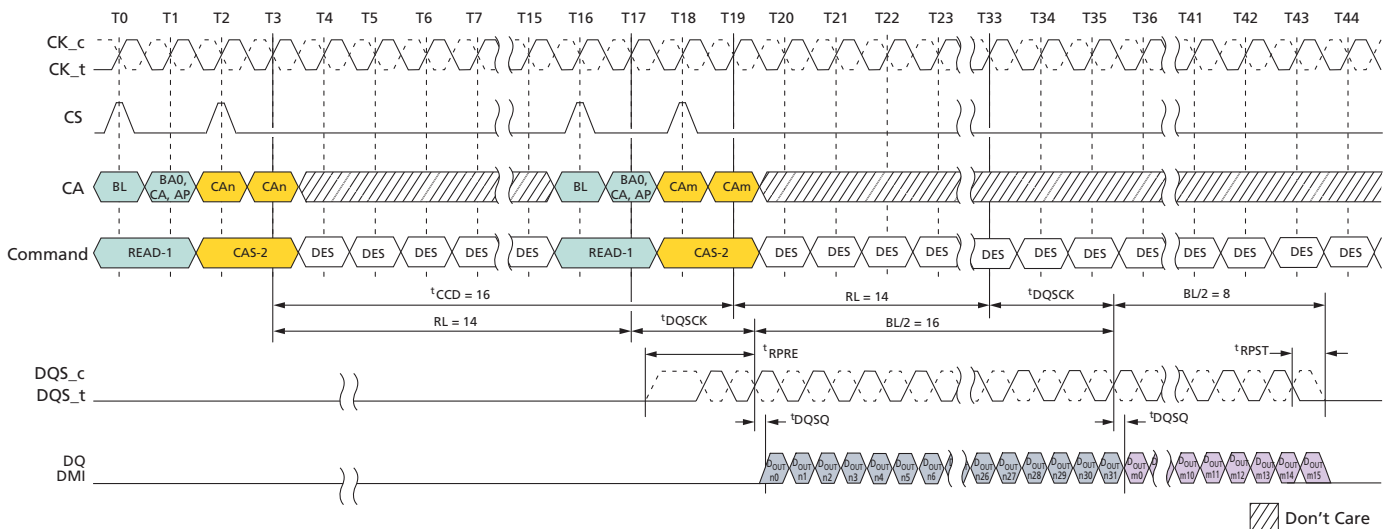 T0 T1 T2 T3 T4 T5 T6 T7 T15 T16 T17 T18 T19 T20 T21 T22 T23 T33 T34 T35 T36 T41 T42 T43 T44
CK_c
CK_t
CS
CA
BL BA0, CA, AP CAn CAn BL BA0, CA, AP CAm CAm
Command
READ-1 CAS-2 DES DES DES DES DES READ-1 CAS-2 DES DES DES DES DES DES DES DES DES DES DES DES
tCCD = 16 RL = 14 tDQSCK BL/2 = 8
RL = 14 tDQSCK BL/2 = 16
tRPRE tRPST
DQS_c
DQS_t
tDQSQ tDQSQ
DQ
DMI
DOUT n0 DOUT n1 DOUT n2 DOUT n3 DOUT n4 DOUT n5 DOUT n6 DOUT n26 DOUT n27 DOUT n28 DOUT n29 DOUT n30 DOUT n31 DOUT m0 DOUT m10 DOUT m11 DOUT m12 DOUT m13 DOUT m14 DOUT m15
Don't Care